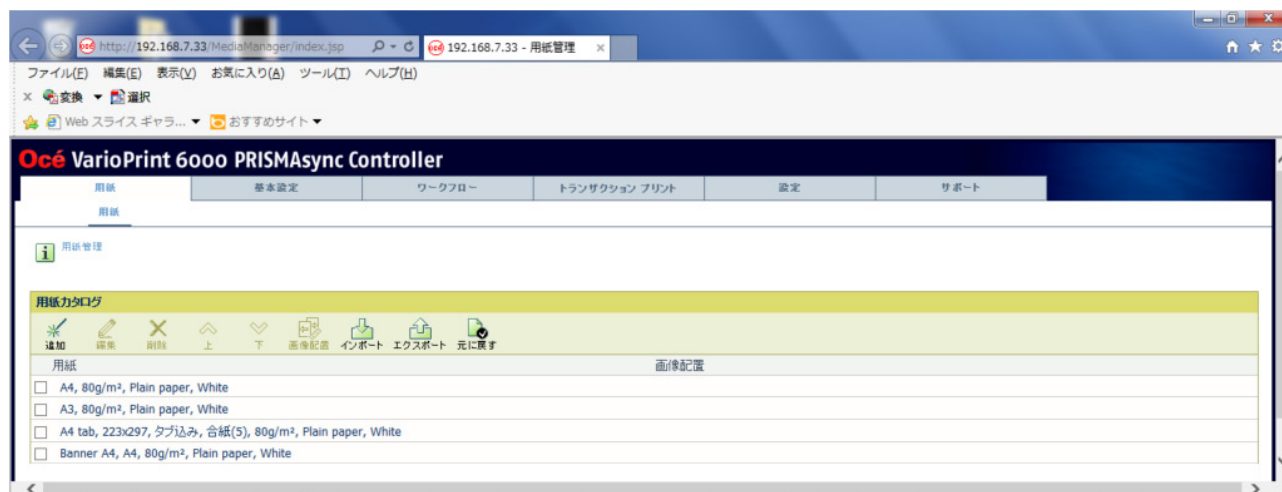 http://192.168.7.33/MediaManager/index.jsp
192.168.7.33 - 用紙管理
ファイル(F) 編集(E) 表示(V) お気に入り(A) ツール(T) ヘルプ(H)
変換 選択
Web スライス ギャラ... おすすめサイト
Océ VarioPrint 6000 PRISMAsync Controller
用紙 基本設定 ワークフロー トランザクション プリント 設定 サポート
用紙
用紙管理
用紙カタログ
追加 編集 削除 上 下 画像配置 インポート エクスポート 元に戻す
用紙 画像配置
A4, 80g/m², Plain paper, White
A3, 80g/m², Plain paper, White
A4 tab, 223x297, タブ込み, 合紙(5), 80g/m², Plain paper, White
Banner A4, A4, 80g/m², Plain paper, White